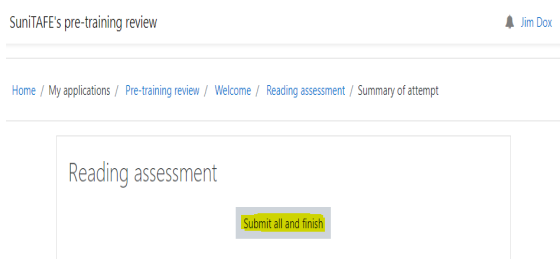 SuniTAFE's pre-training review
Jim Dox
Home / My applications / Pre-training review / Welcome / Reading assessment / Summary of attempt
Reading assessment
Submit all and finish